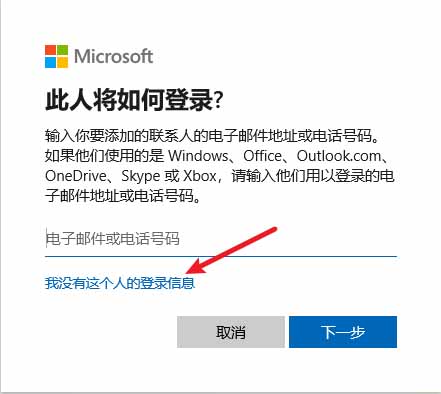 Microsoft
此人将如何登录?
输入你要添加的联系人的电子邮件地址或电话号码。
如果他们使用的是 Windows、Office、Outlook.com、
OneDrive、Skype 或 Xbox，请输入他们用以登录的电
子邮件地址或电话号码。
电子邮件或电话号码
我没有这个人的登录信息
取消
下一步